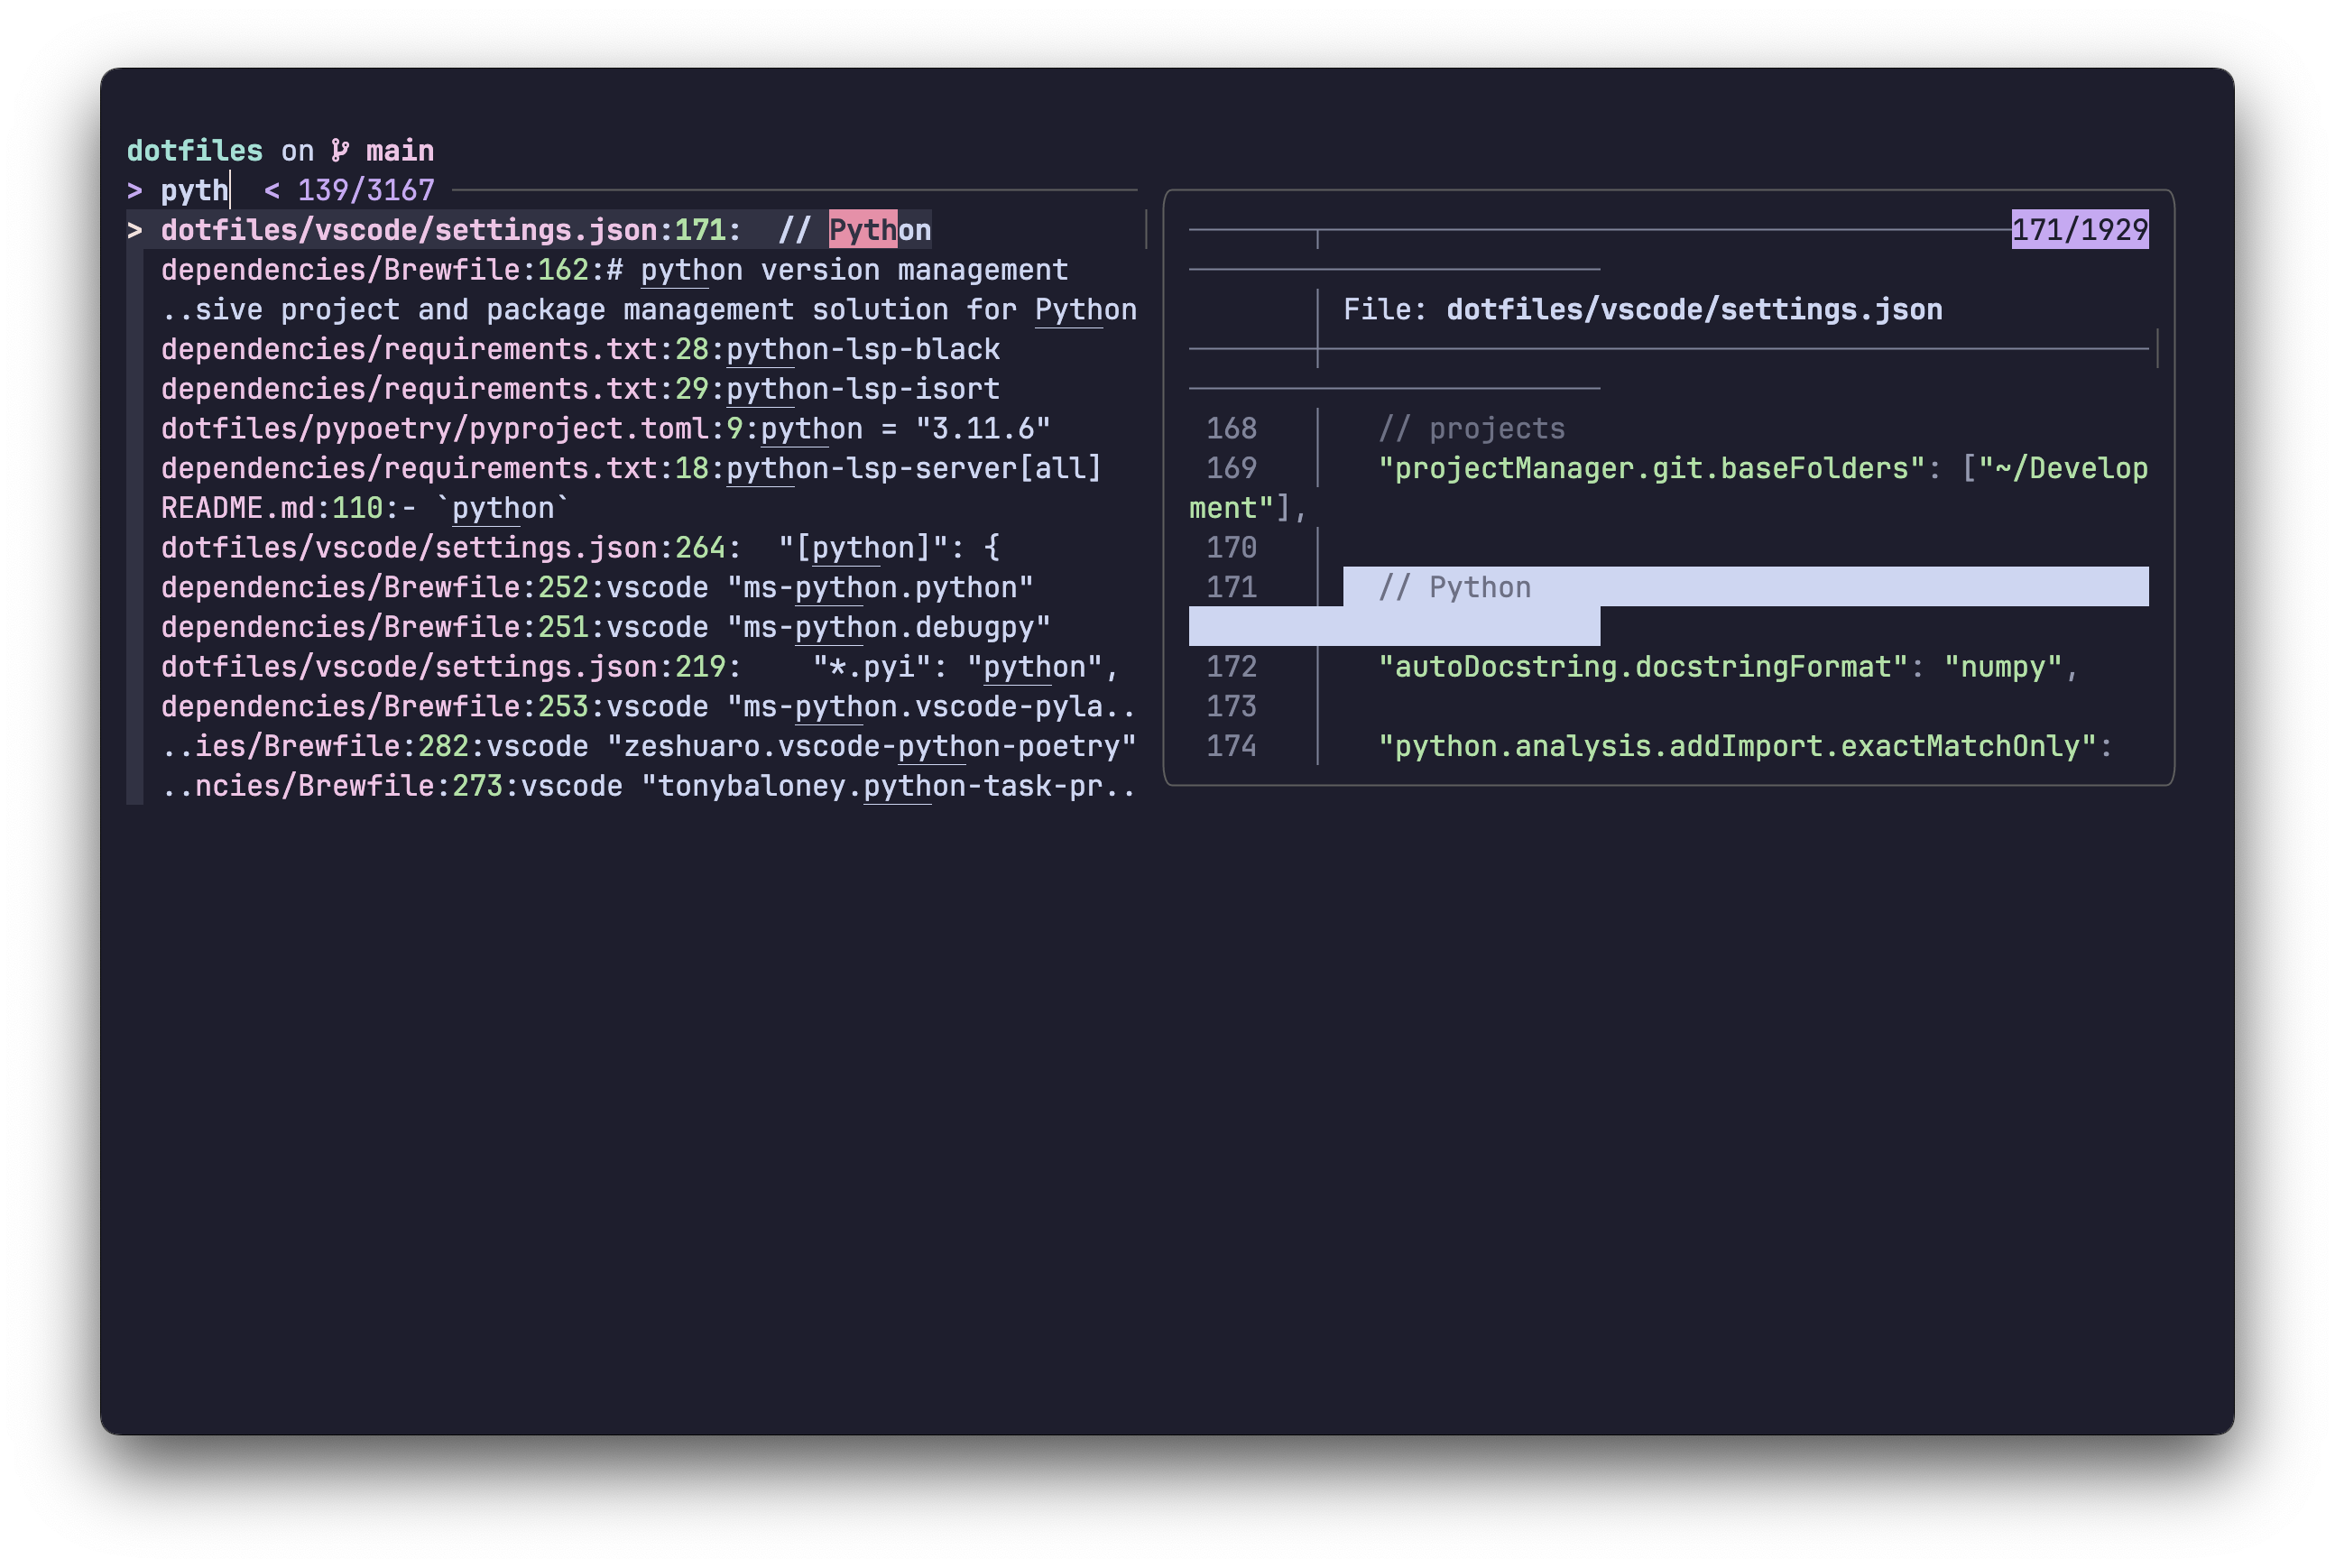 dotfiles on main
> pyth < 139/3167
> dotfiles/vscode/settings.json:171:  // Python
dependencies/Brewfile:162:# python version management
..sive project and package management solution for Python
dependencies/requirements.txt:28:python-lsp-black
dependencies/requirements.txt:29:python-lsp-isort
dotfiles/pypoetry/pyproject.toml:9:python = "3.11.6"
dependencies/requirements.txt:18:python-lsp-server[all]
README.md:110:- `python`
dotfiles/vscode/settings.json:264:  "[python]": {
dependencies/Brewfile:252:vscode "ms-python.python"
dependencies/Brewfile:251:vscode "ms-python.debugpy"
dotfiles/vscode/settings.json:219:    "*.pyi": "python",
dependencies/Brewfile:253:vscode "ms-python.vscode-pyla..
..ies/Brewfile:282:vscode "zeshuaro.vscode-python-poetry"
..ncies/Brewfile:273:vscode "tonybaloney.python-task-pr..
171/1929
File: dotfiles/vscode/settings.json
168   // projects
169   "projectManager.git.baseFolders": ["~/Develop
ment"],
170
171   // Python
172   "autoDocstring.docstringFormat": "numpy",
173
174   "python.analysis.addImport.exactMatchOnly":